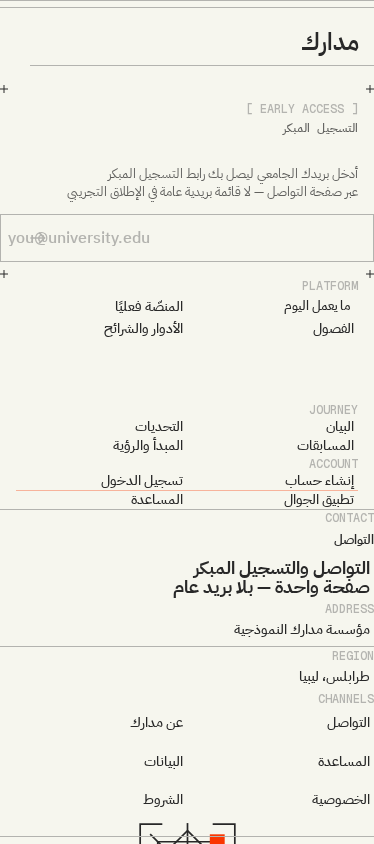 مدارك
[ EARLY ACCESS ]
التسجيل المبكر
أدخل بريدك الجامعي ليصل بك رابط التسجيل المبكر
عبر صفحة التواصل — لا قائمة بريدية عامة في الإطلاق التجريبي
you@university.edu
PLATFORM
ما يعمل اليوم
المنصّة فعليًا
الفصول
الأدوار والشرائح
JOURNEY
البيان
التحديات
المسابقات
المبدأ والرؤية
ACCOUNT
إنشاء حساب
تسجيل الدخول
تطبيق الجوال
المساعدة
CONTACT
التواصل
التواصل والتسجيل المبكر
صفحة واحدة — بلا بريد عام
ADDRESS
مؤسسة مدارك النموذجية
REGION
طرابلس، ليبيا
CHANNELS
التواصل
عن مدارك
المساعدة
البيانات
الخصوصية
الشروط